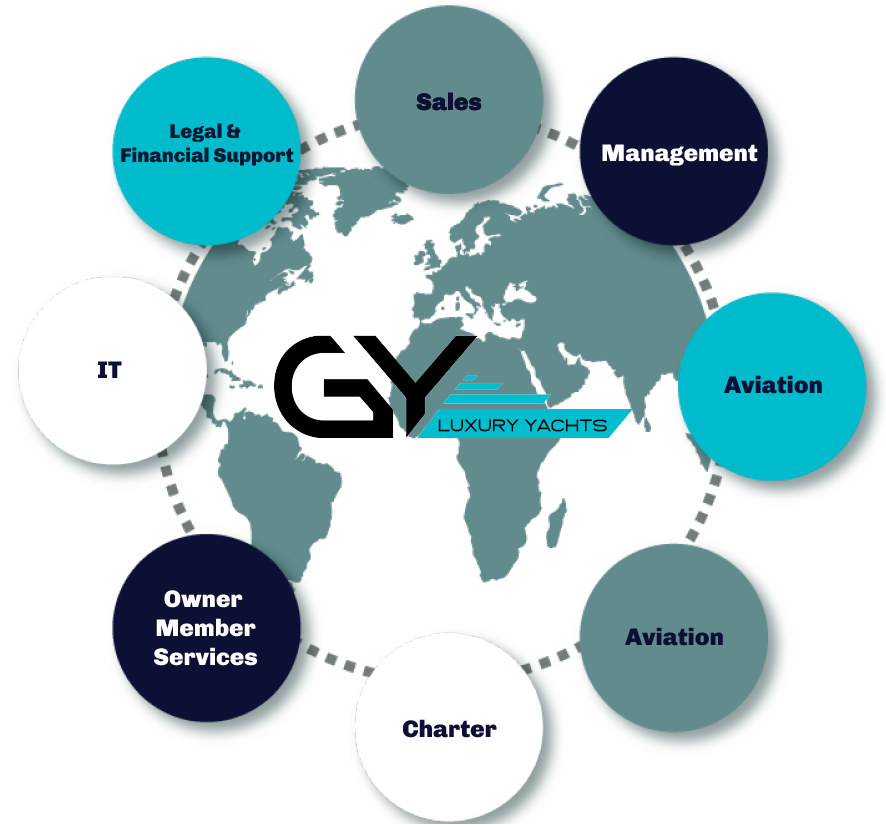 Sales
Legal &
Financial Support
Management
IT
Aviation
GY
LUXURY YACHTS
Owner
Member
Services
Aviation
Charter